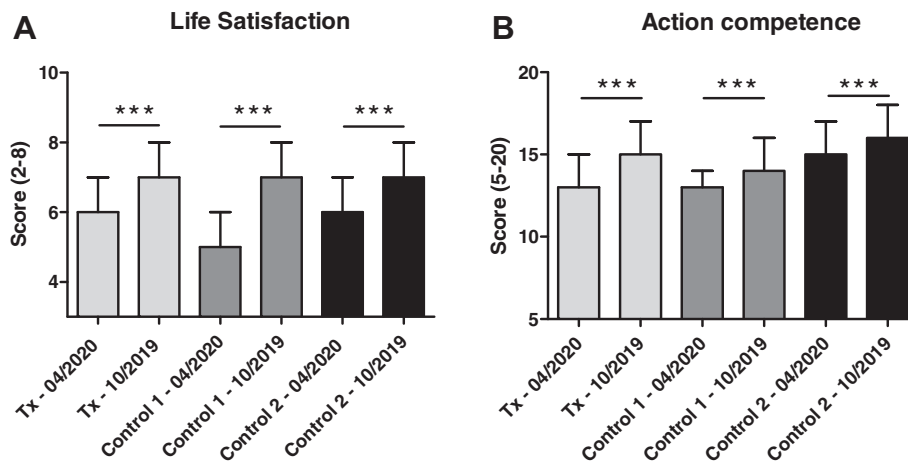 A
Life Satisfaction
Score (2-8)
10
8
6
4
*** *** ***
Tx - 04/2020
Tx - 10/2019
Control 1 - 04/2020
Control 1 - 10/2019
Control 2 - 04/2020
Control 2 - 10/2019
B
Action competence
Score (5-20)
20
15
10
5
*** *** ***
Tx - 04/2020
Tx - 10/2019
Control 1 - 04/2020
Control 1 - 10/2019
Control 2 - 04/2020
Control 2 - 10/2019